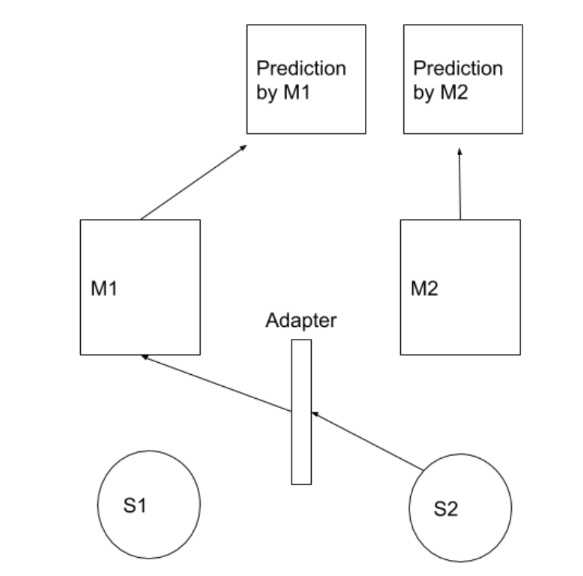 Prediction
by M1
Prediction
by M2
M1
M2
Adapter
S1
S2